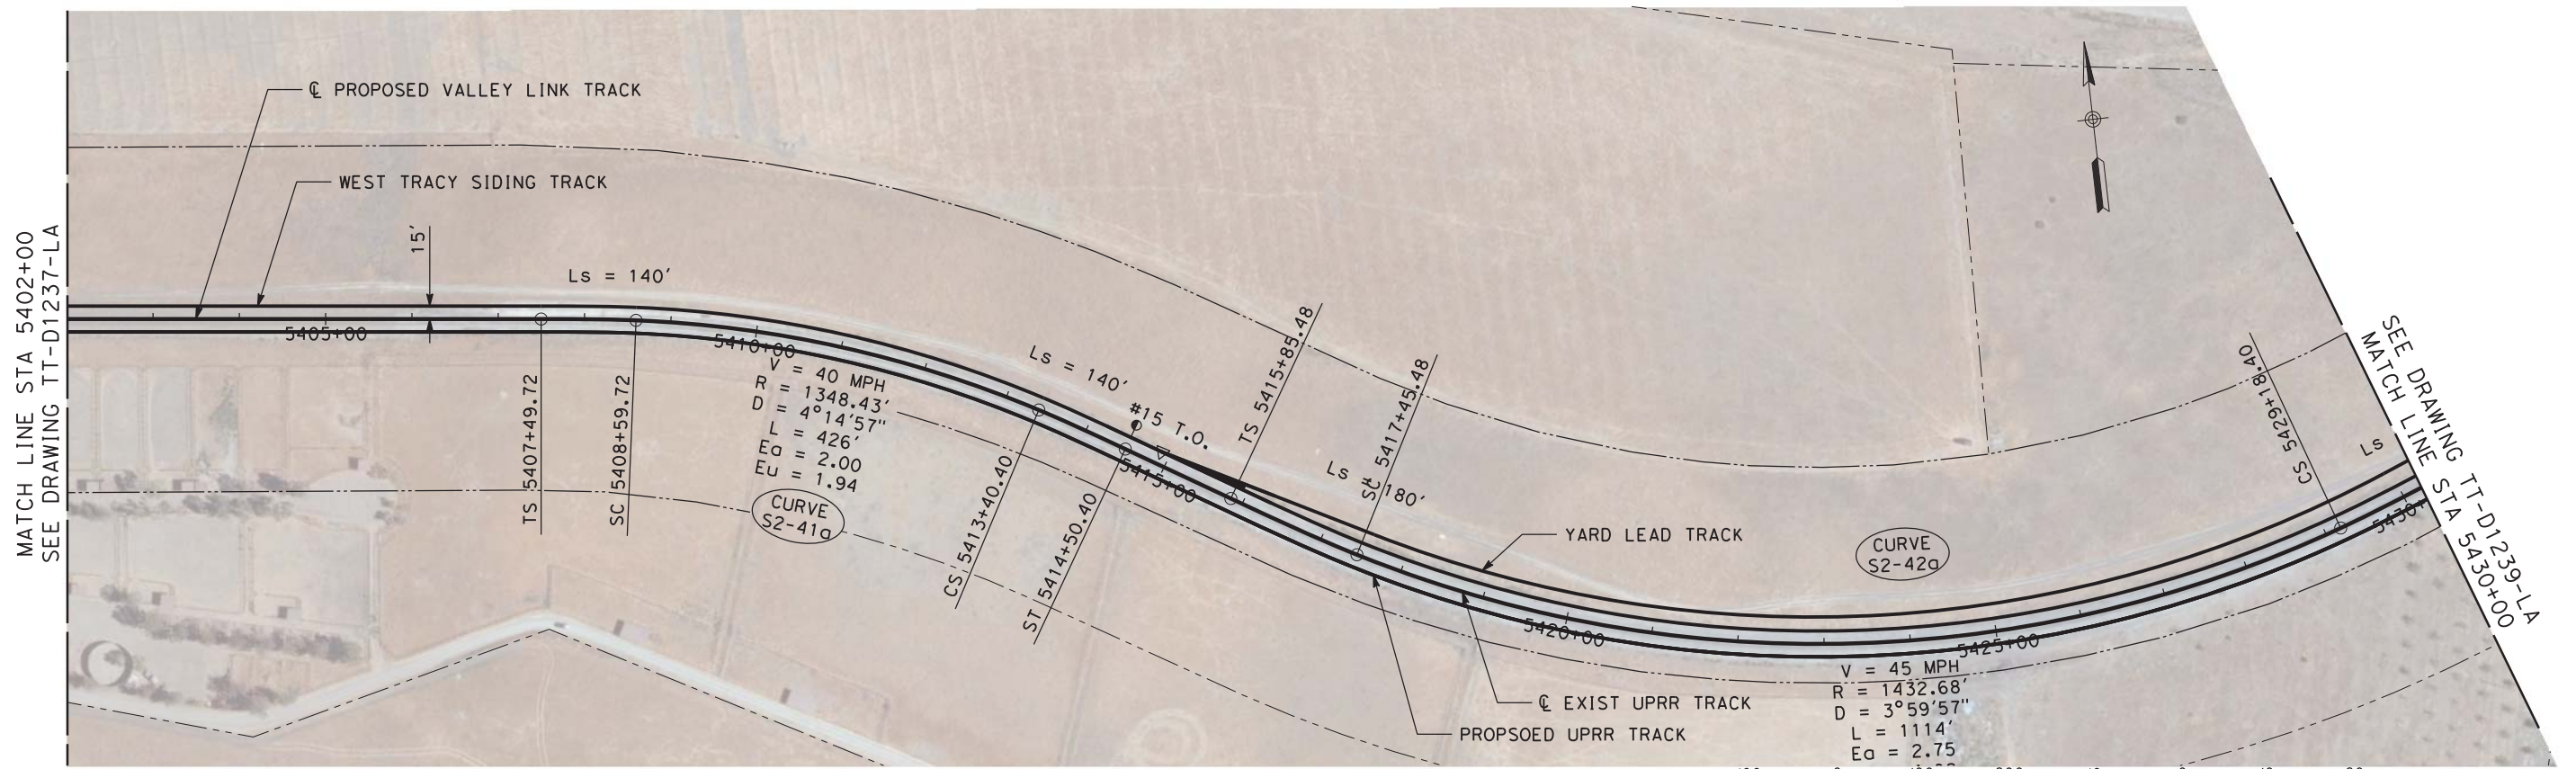 MATCH LINE STA 5402+00
SEE DRAWING TT-D1237-LA
℄ PROPOSED VALLEY LINK TRACK
WEST TRACY SIDING TRACK
15'
Ls = 140'
5405+00
TS 5407+49.72
SC 5408+59.72
5410+00
V = 40 MPH
R = 1348.43'
D = 4°14'57"
L = 426'
Ea = 2.00
Eu = 1.94
CURVE
S2-41a
Ls = 140'
CS 5413+40.40
ST 5414+50.40
#15 T.O.
5415+00
TS 5415+85.48
SC 5417+45.48
Ls = 180'
YARD LEAD TRACK
℄ EXIST UPRR TRACK
PROPSOED UPRR TRACK
5420+00
CURVE
S2-42a
5425+00
V = 45 MPH
R = 1432.68'
D = 3°59'57"
L = 1114'
Ea = 2.75
CS 5429+18.40
Ls
5430+
SEE DRAWING TT-D1239-LA
MATCH LINE STA 5430+00